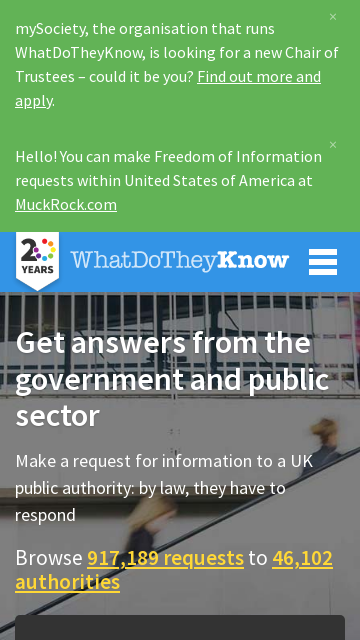 ×
mySociety, the organisation that runs
WhatDoTheyKnow, is looking for a new Chair of
Trustees – could it be you? Find out more and
apply.
×
Hello! You can make Freedom of Information
requests within United States of America at
MuckRock.com
20
YEARS
WhatDoTheyKnow
Get answers from the
government and public
sector
Make a request for information to a UK
public authority: by law, they have to
respond
Browse 917,189 requests to 46,102
authorities